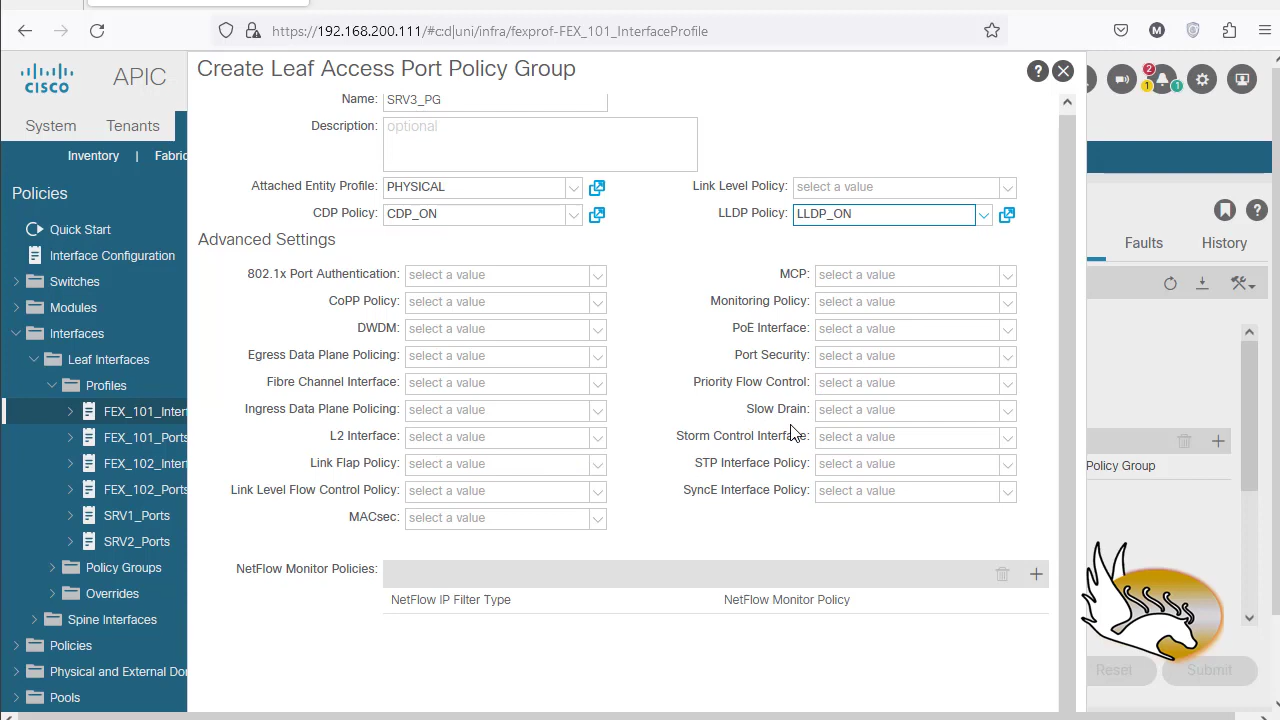 https://192.168.200.111/#c:d|uni/infra/fexprof-FEX_101_InterfaceProfile
CISCO
APIC
System
Tenants
Inventory | Fabric
Policies
Quick Start
Interface Configuration
Switches
Modules
Interfaces
Leaf Interfaces
Profiles
FEX_101_Inter
FEX_101_Ports
FEX_102_Inter
FEX_102_Ports
SRV1_Ports
SRV2_Ports
Policy Groups
Overrides
Spine Interfaces
Policies
Physical and External Do
Pools
Create Leaf Access Port Policy Group
Name: SRV3_PG
Description: optional
Attached Entity Profile: PHYSICAL
Link Level Policy: select a value
CDP Policy: CDP_ON
LLDP Policy: LLDP_ON
Advanced Settings
802.1x Port Authentication: select a value
MCP: select a value
CoPP Policy: select a value
Monitoring Policy: select a value
DWDM: select a value
PoE Interface: select a value
Egress Data Plane Policing: select a value
Port Security: select a value
Fibre Channel Interface: select a value
Priority Flow Control: select a value
Ingress Data Plane Policing: select a value
Slow Drain: select a value
L2 Interface: select a value
Storm Control Interface: select a value
Link Flap Policy: select a value
STP Interface Policy: select a value
Link Level Flow Control Policy: select a value
SyncE Interface Policy: select a value
MACsec: select a value
NetFlow Monitor Policies:
NetFlow IP Filter Type
NetFlow Monitor Policy
2
1
1
Faults
History
Policy Group
Reset
Submit